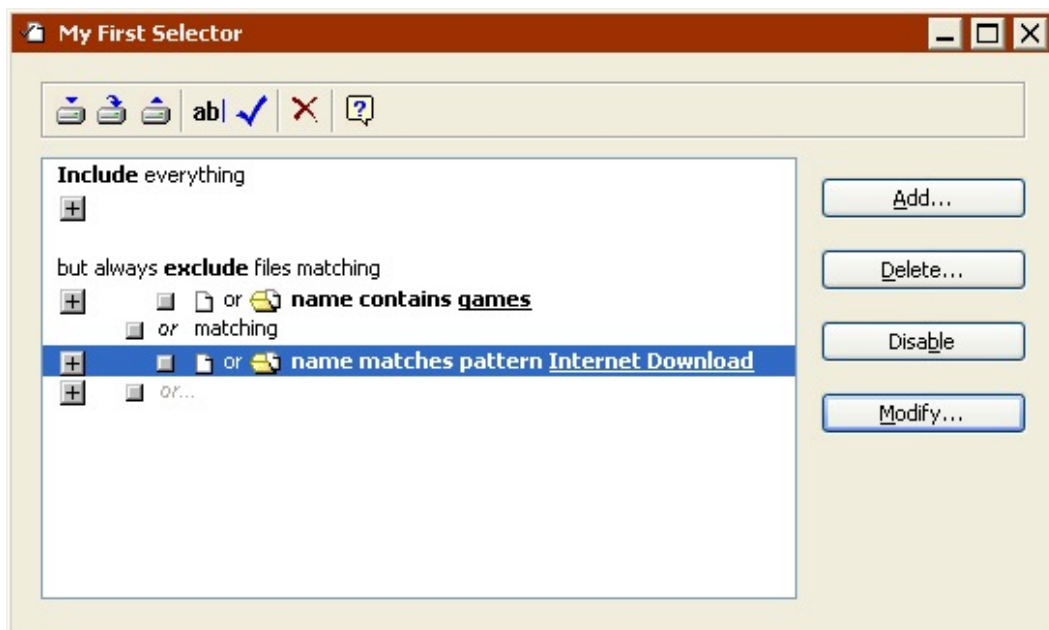 My First Selector
ab
Include everything
but always exclude files matching
or name contains games
or matching
or name matches pattern Internet Download
or...
Add...
Delete...
Disable
Modify...